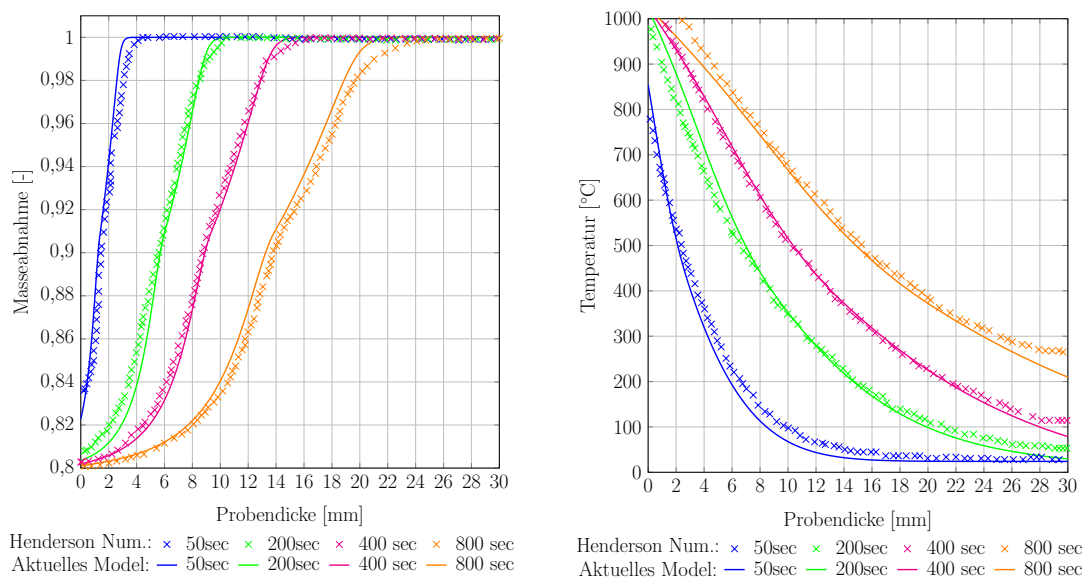 Masseabnahme [-]
1
0,98
0,96
0,94
0,92
0,9
0,88
0,86
0,84
0,82
0,8
0 2 4 6 8 10 12 14 16 18 20 22 24 26 28 30
Probendicke [mm]
Henderson Num.: 50sec 200sec 400 sec 800 sec
Aktuelles Model: 50sec 200sec 400 sec 800 sec
Temperatur [°C]
1000
900
800
700
600
500
400
300
200
100
0
0 2 4 6 8 10 12 14 16 18 20 22 24 26 28 30
Probendicke [mm]
Henderson Num.: 50sec 200sec 400 sec 800 sec
Aktuelles Model: 50sec 200sec 400 sec 800 sec